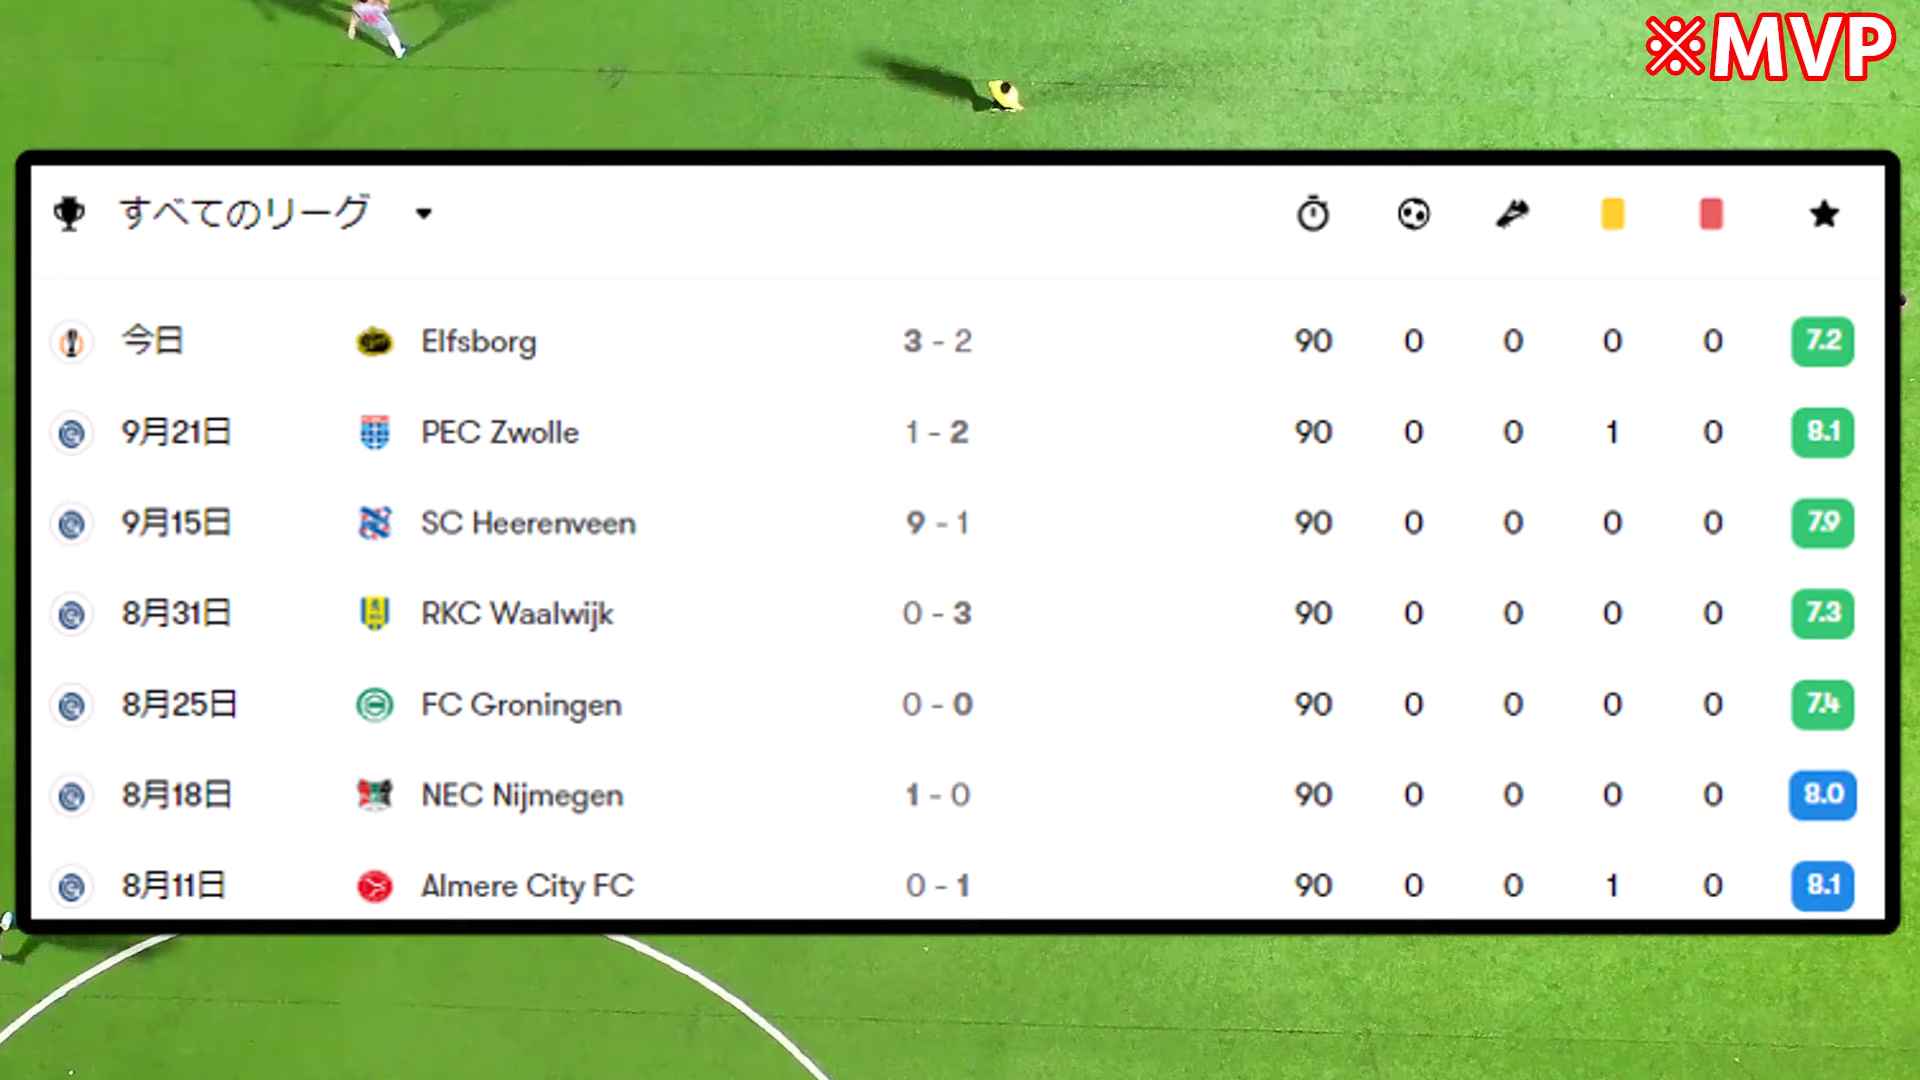 ※MVP
すべてのリーグ
今日 Elfsborg 3 - 2 90 0 0 0 0 7.2
9月21日 PEC Zwolle 1 - 2 90 0 0 1 0 8.1
9月15日 SC Heerenveen 9 - 1 90 0 0 0 0 7.9
8月31日 RKC Waalwijk 0 - 3 90 0 0 0 0 7.3
8月25日 FC Groningen 0 - 0 90 0 0 0 0 7.4
8月18日 NEC Nijmegen 1 - 0 90 0 0 0 0 8.0
8月11日 Almere City FC 0 - 1 90 0 0 1 0 8.1